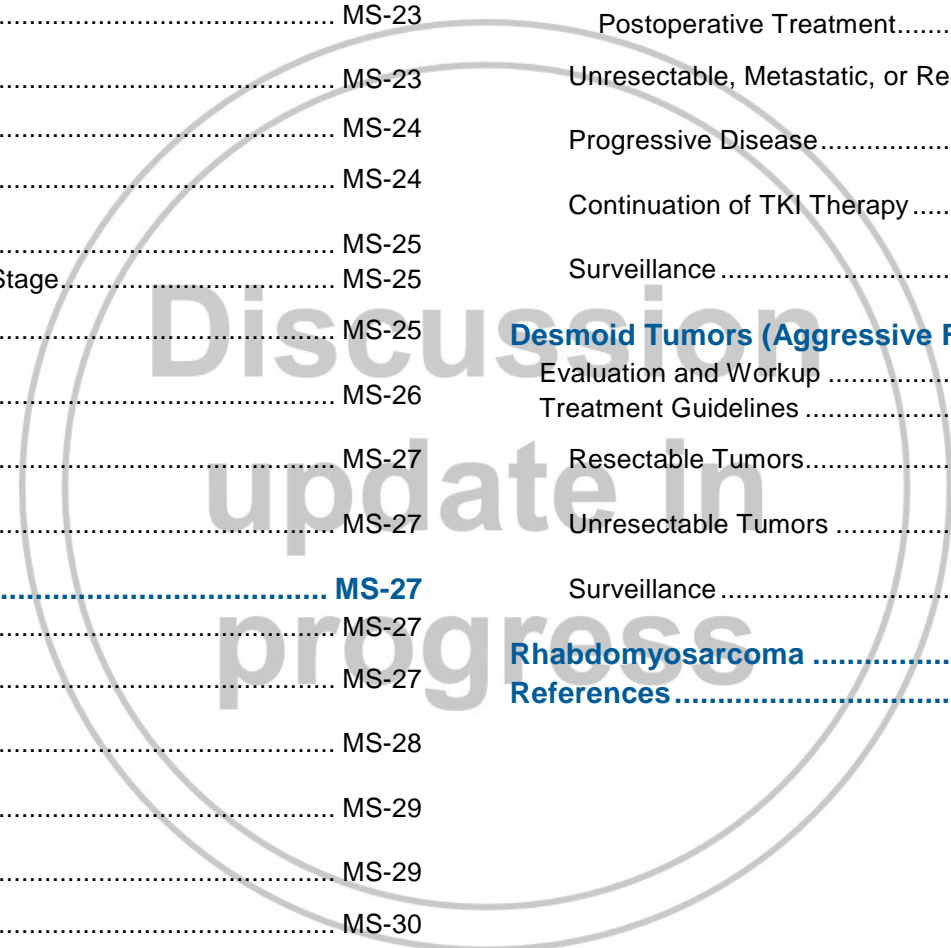 MS-23
MS-23
MS-24
MS-24
MS-25
Stage MS-25
MS-25
MS-26
MS-27
MS-27
MS-27
MS-27
MS-27
MS-28
MS-29
MS-29
MS-30
Postoperative Treatment
Unresectable, Metastatic, or Re
Progressive Disease
Continuation of TKI Therapy
Surveillance
Desmoid Tumors (Aggressive F
Evaluation and Workup
Treatment Guidelines
Resectable Tumors
Unresectable Tumors
Surveillance
Rhabdomyosarcoma
References
Discussion
update in
progress